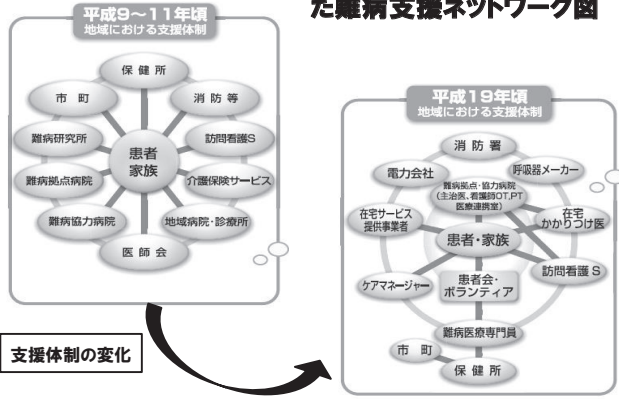 た難病支援ネットワーク図
平成9〜11年頃
地域における支援体制
保健所
市 町
消防等
難病研究所
訪問看護S
患者
家族
難病拠点病院
介護保険サービス
難病協力病院
地域病院・診療所
医師会
支援体制の変化
平成19年頃
地域における支援体制
消防署
電力会社
呼吸器メーカー
難病拠点・協力病院
(主治医、看護師OT,PT
医療連携室)
在宅サービス
提供事業者
在宅
かかりつけ医
患者・家族
訪問看護 S
ケアマネージャー
患者会・
ボランティア
難病医療専門員
市 町
保健所